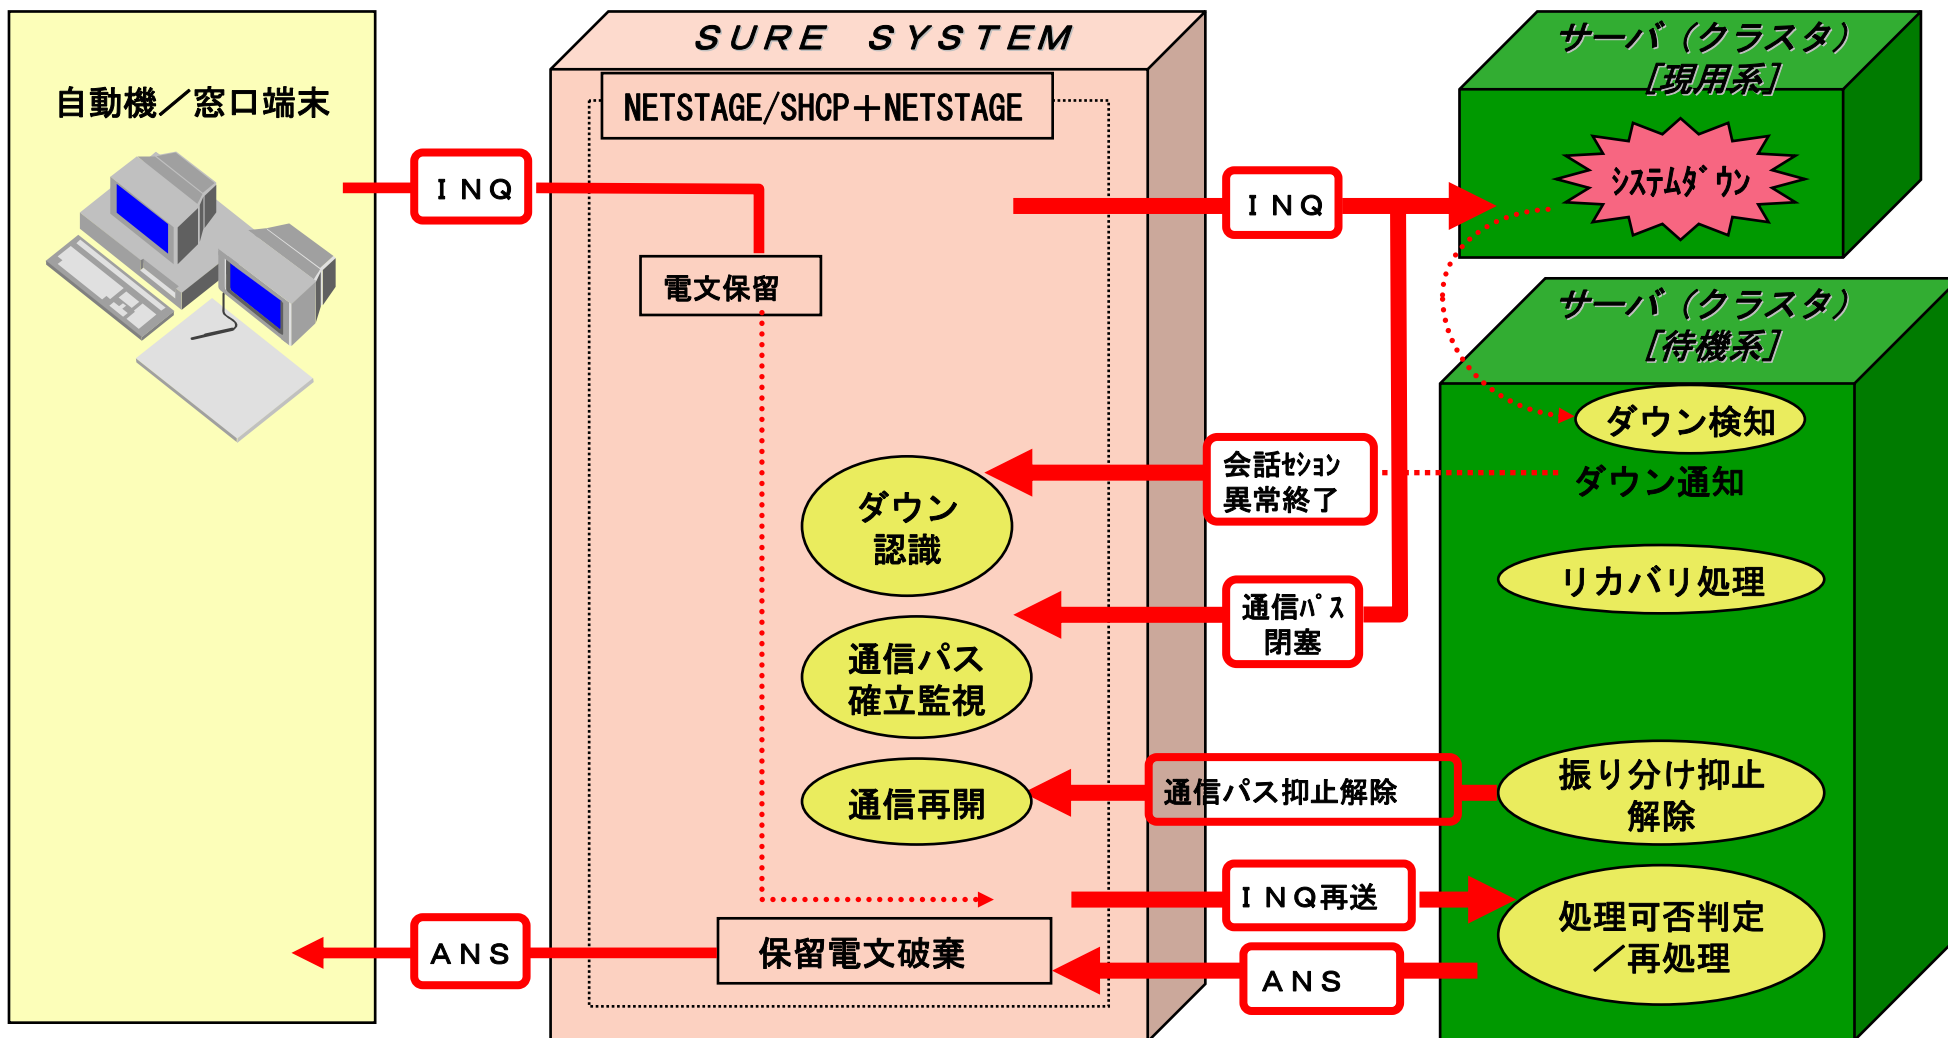 自動機／窓口端末
ＩＮＱ
ＳＵＲＥ　ＳＹＳＴＥＭ
NETSTAGE/SHCP＋NETSTAGE
電文保留
ＩＮＱ
サーバ（クラスタ）
［現用系］
ｼｽﾃﾑﾀﾞｳﾝ
サーバ（クラスタ）
［待機系］
ダウン検知
ダウン通知
会話ｾｼｮﾝ
異常終了
ダウン
認識
リカバリ処理
通信ﾊﾟｽ
閉塞
通信パス
確立監視
振り分け抑止
解除
通信パス抑止解除
通信再開
ＩＮＱ再送
処理可否判定
／再処理
ＡＮＳ
保留電文破棄
ＡＮＳ